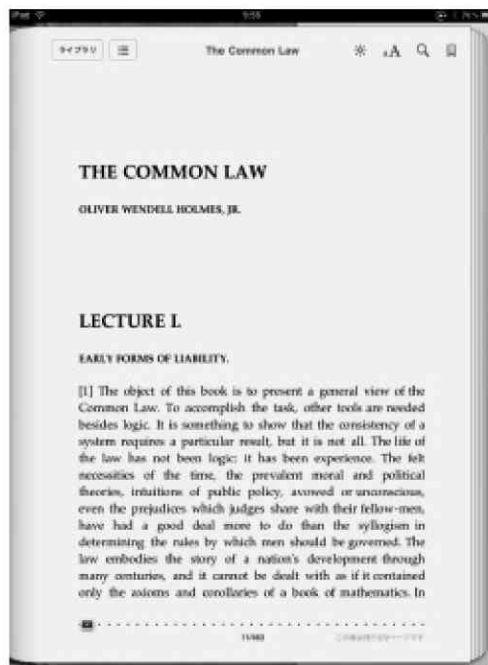 iPad 9:55
ライブラリ The Common Law AA
THE COMMON LAW
OLIVER WENDELL HOLMES, JR.
LECTURE I.
EARLY FORMS OF LIABILITY.
[1] The object of this book is to present a general view of the
Common Law. To accomplish the task, other tools are needed
besides logic. It is something to show that the consistency of a
system requires a particular result, but it is not all. The life of
the law has not been logic: it has been experience. The felt
necessities of the time, the prevalent moral and political
theories, intuitions of public policy, avowed or unconscious,
even the prejudices which judges share with their fellow-men,
have had a good deal more to do than the syllogism in
determining the rules by which men should be governed. The
law embodies the story of a nation's development through
many centuries, and it cannot be dealt with as if it contained
only the axioms and corollaries of a book of mathematics. In